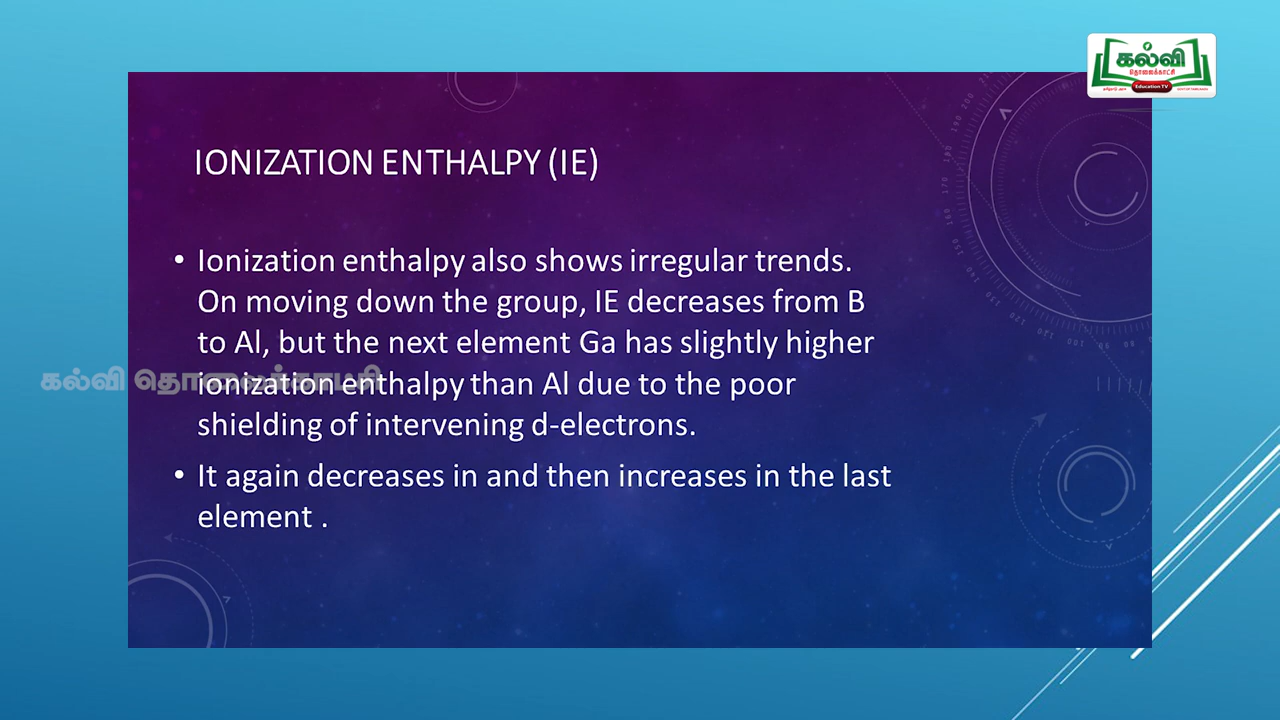 கல்வி
தொலைக்காட்சி
Education TV
IONIZATION ENTHALPY (IE)
• Ionization enthalpy also shows irregular trends.
On moving down the group, IE decreases from B
to Al, but the next element Ga has slightly higher
ionization enthalpy than Al due to the poor
shielding of intervening d-electrons.
• It again decreases in and then increases in the last
element .
கல்வி தொலைக்காட்சி